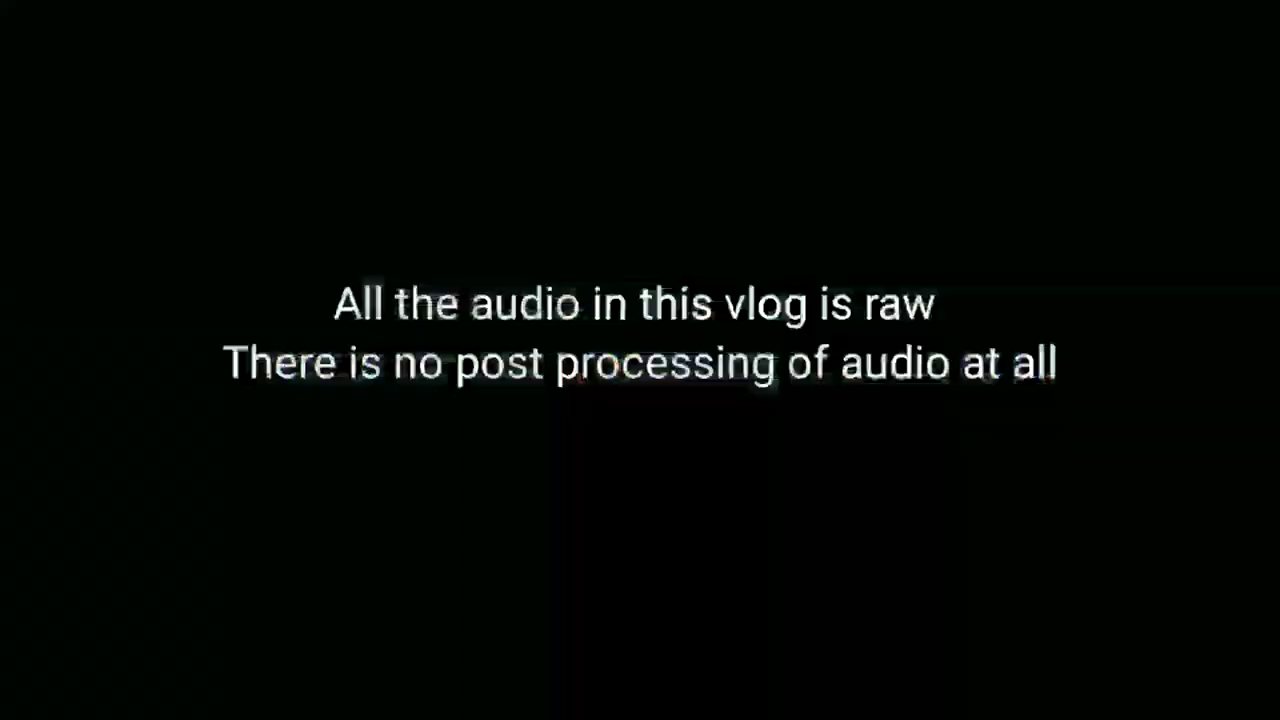 All the audio in this vlog is raw
There is no post processing of audio at all